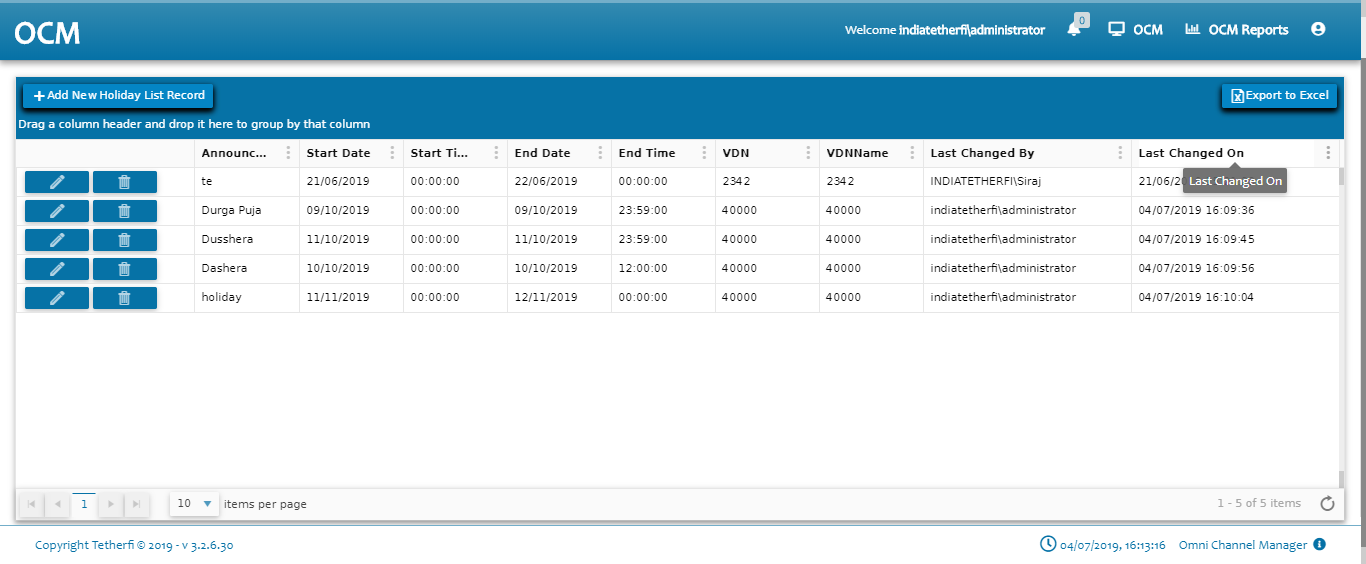 OCM
Welcome indiatetherfi\administrator
0
OCM
OCM Reports
Add New Holiday List Record
Export to Excel
Drag a column header and drop it here to group by that column
Announc... Start Date Start Ti... End Date End Time VDN VDNName Last Changed By Last Changed On
te 21/06/2019 00:00:00 22/06/2019 00:00:00 2342 2342 INDIATETHERFI\Siraj 21/06/2
Last Changed On
Durga Puja 09/10/2019 00:00:00 09/10/2019 23:59:00 40000 40000 indiatetherfi\administrator 04/07/2019 16:09:36
Dusshera 11/10/2019 00:00:00 11/10/2019 23:59:00 40000 40000 indiatetherfi\administrator 04/07/2019 16:09:45
Dashera 10/10/2019 00:00:00 10/10/2019 12:00:00 40000 40000 indiatetherfi\administrator 04/07/2019 16:09:56
holiday 11/11/2019 00:00:00 12/11/2019 00:00:00 40000 40000 indiatetherfi\administrator 04/07/2019 16:10:04
1 10 items per page 1 - 5 of 5 items
Copyright Tetherfi © 2019 - v 3.2.6.30 04/07/2019, 16:13:16 Omni Channel Manager